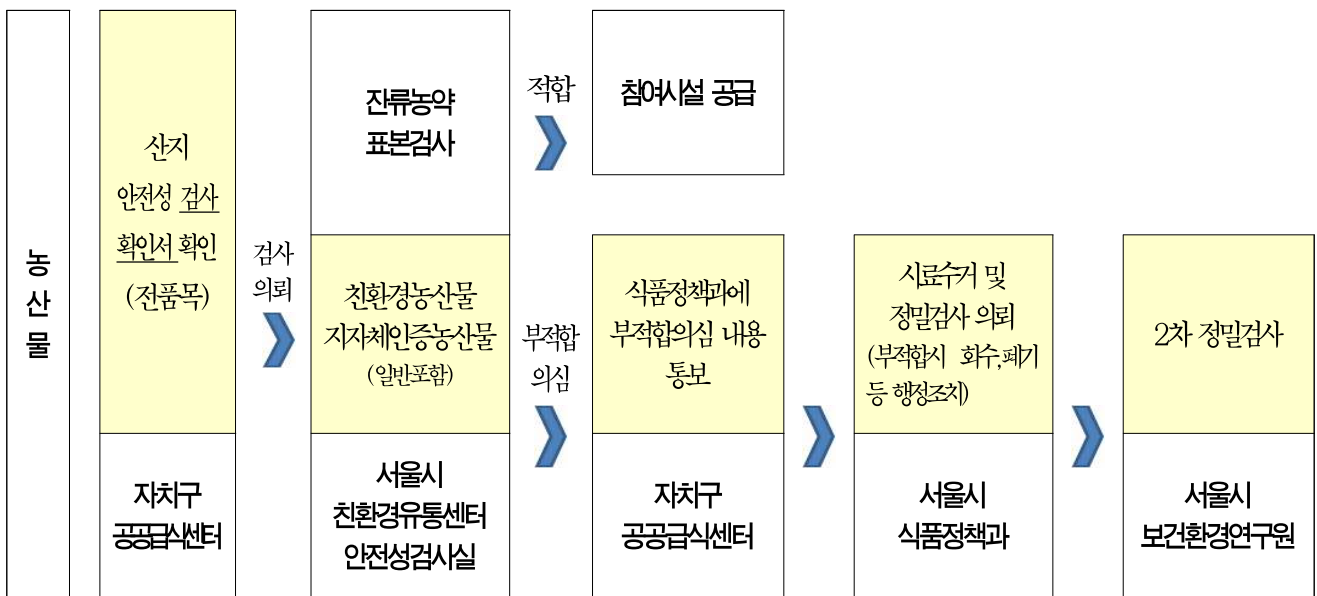 농
산
물
산지
안전성 검사
확인서 확인
(전품목)
자치구
공공급식센터
검사
의뢰
잔류농약
표본검사
친환경농산물
지자체인증농산물
(일반포함)
서울시
친환경유통센터
안전성검사실
적합
참여시설 공급
부적합
의심
식품정책과에
부적합의심 내용
통보
자치구
공공급식센터
시료수거 및
정밀검사 의뢰
(부적합시 회수,폐기
등 행정조치)
서울시
식품정책과
2차 정밀검사
서울시
보건환경연구원